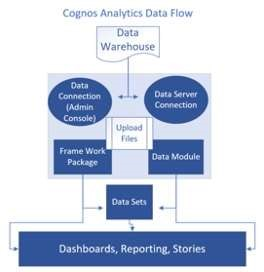 Cognos Analytics Data Flow
Data
Warehouse
Data
Connection
(Admin
Console)
Data Server
Connection
Upload
Files
Frame Work
Package
Data Module
Data Sets
Dashboards, Reporting, Stories